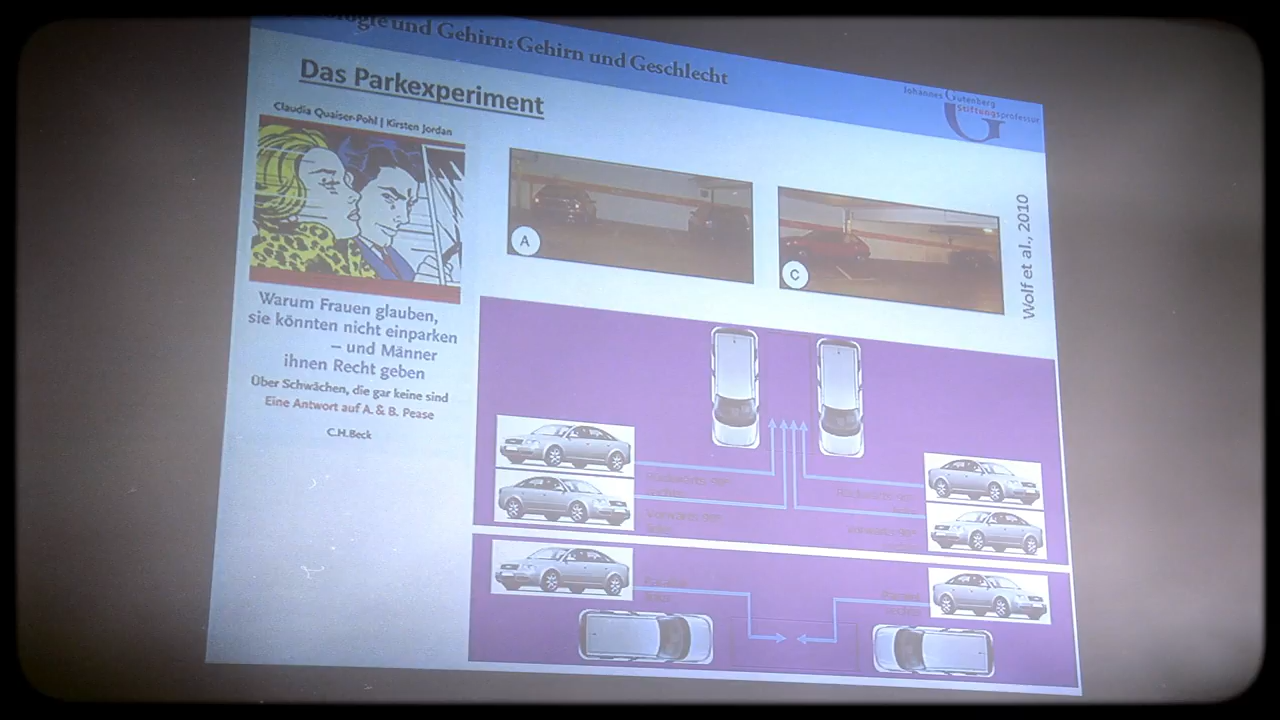 und Gehirn: Gehirn und Geschlecht
Johannes Gutenberg
Stiftungsprofessur
Das Parkexperiment
Claudia Quaiser-Pohl | Kirsten Jordan
A
C
Wolf et al., 2010
Warum Frauen glauben,
sie könnten nicht einparken
– und Männer
ihnen Recht geben
Über Schwächen, die gar keine sind
Eine Antwort auf A. & B. Pease
C.H.Beck